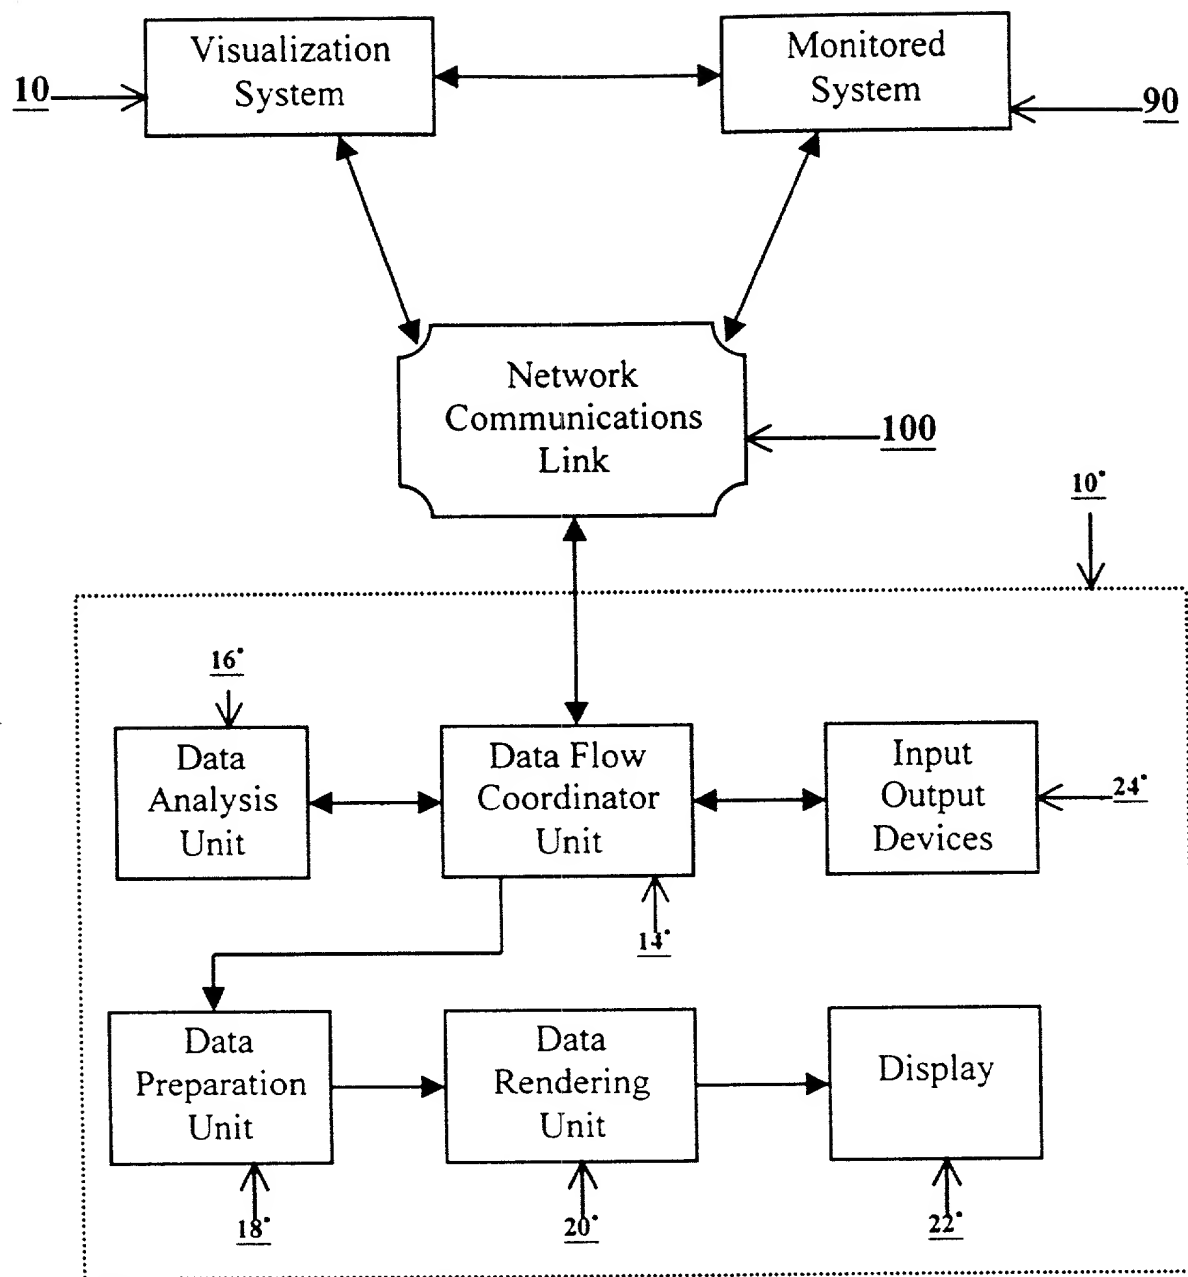 Visualization
System
Monitored
System
10
90
Network
Communications
Link
100
10'
16'
Data
Analysis
Unit
Data Flow
Coordinator
Unit
Input
Output
Devices
24'
14'
Data
Preparation
Unit
Data
Rendering
Unit
Display
18'
20'
22'